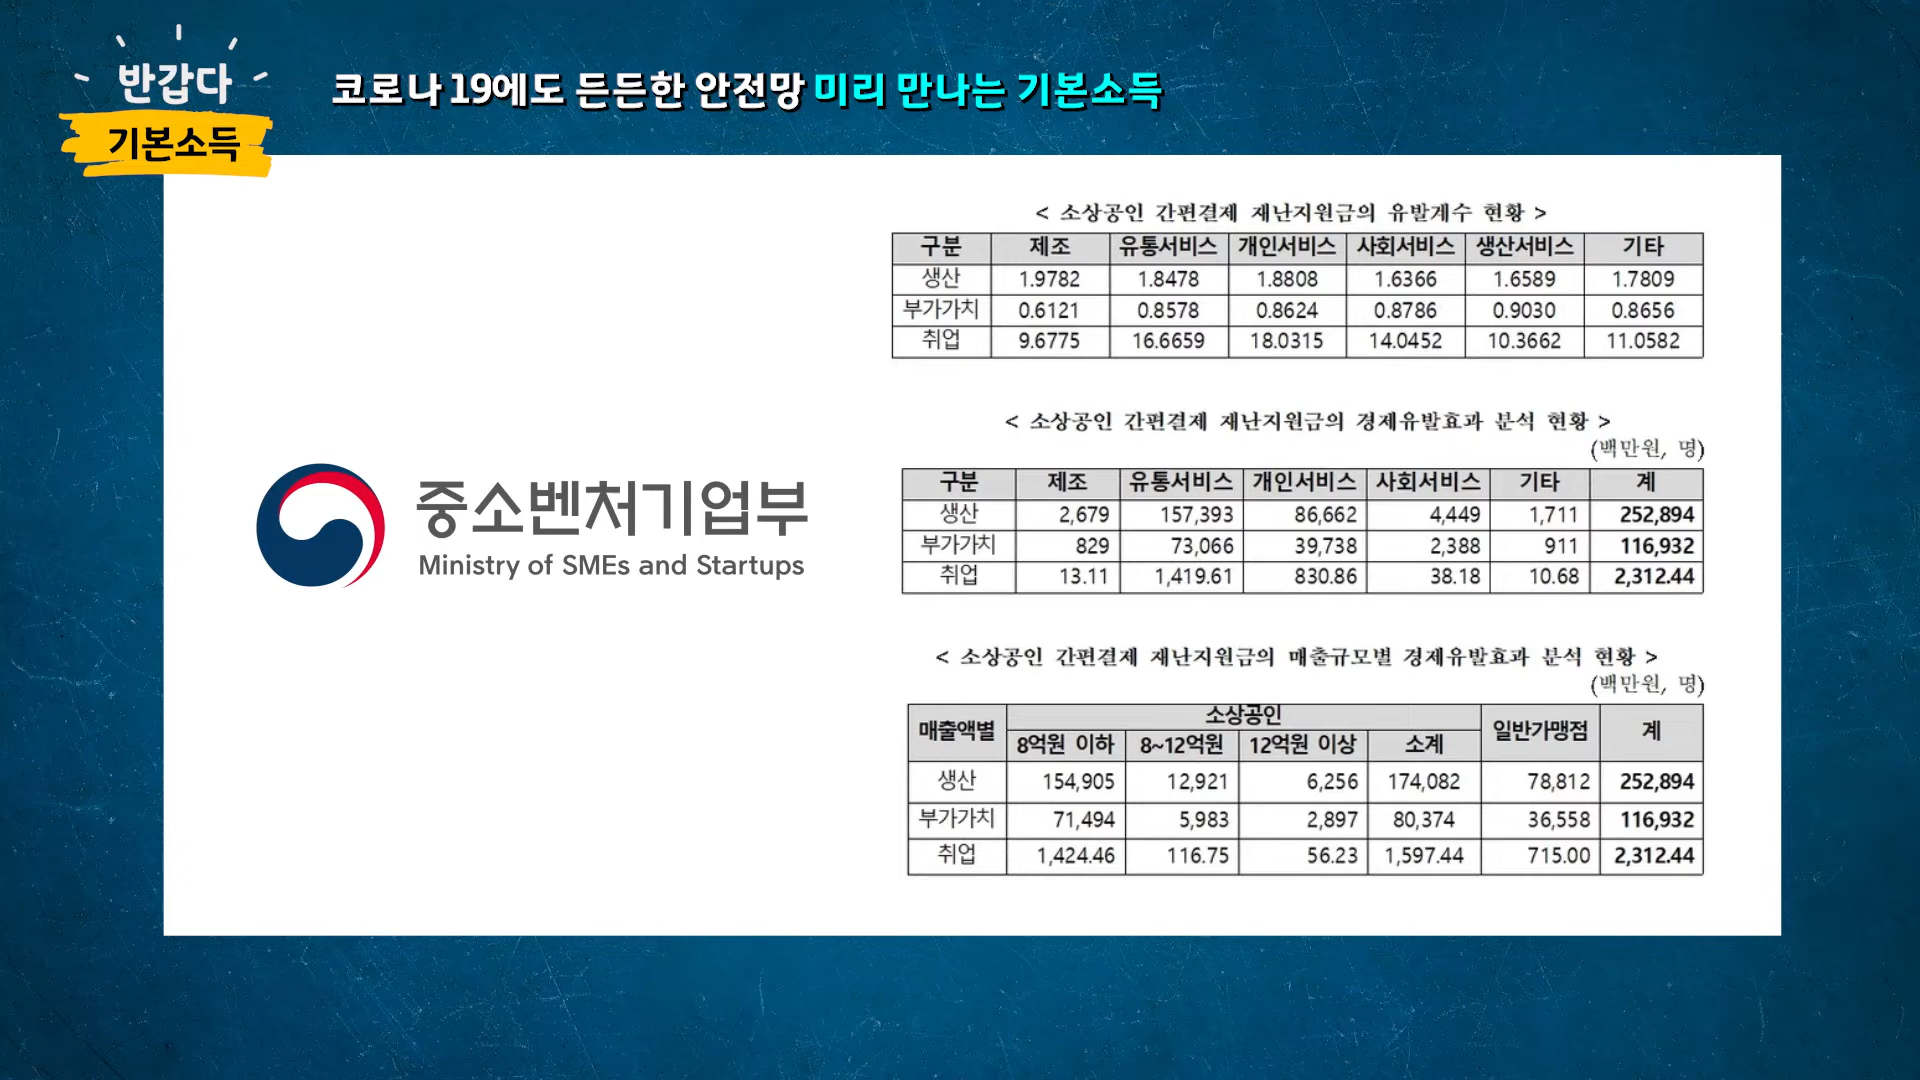 반갑다
기본소득
코로나 19에도 든든한 안전망 미리 만나는 기본소득
중소벤처기업부
Ministry of SMEs and Startups
< 소상공인 간편결제 재난지원금의 유발계수 현황 >
구분 제조 유통서비스 개인서비스 사회서비스 생산서비스 기타
생산 1.9782 1.8478 1.8808 1.6366 1.6589 1.7809
부가가치 0.6121 0.8578 0.8624 0.8786 0.9030 0.8656
취업 9.6775 16.6659 18.0315 14.0452 10.3662 11.0582
< 소상공인 간편결제 재난지원금의 경제유발효과 분석 현황 >
(백만원, 명)
구분 제조 유통서비스 개인서비스 사회서비스 기타 계
생산 2,679 157,393 86,662 4,449 1,711 252,894
부가가치 829 73,066 39,738 2,388 911 116,932
취업 13.11 1,419.61 830.86 38.18 10.68 2,312.44
< 소상공인 간편결제 재난지원금의 매출규모별 경제유발효과 분석 현황 >
(백만원, 명)
매출액별 소상공인 일반가맹점 계
8억원 이하 8~12억원 12억원 이상 소계
생산 154,905 12,921 6,256 174,082 78,812 252,894
부가가치 71,494 5,983 2,897 80,374 36,558 116,932
취업 1,424.46 116.75 56.23 1,597.44 715.00 2,312.44